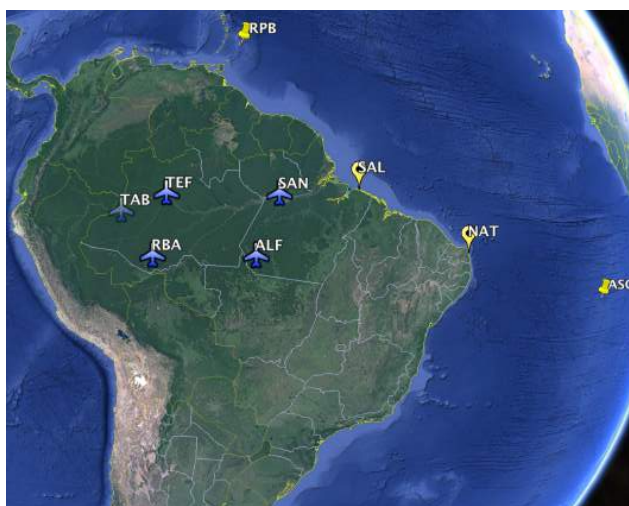 RPB
SAL
TEF
SAN
TAB
NAT
RBA
ALF
ASC